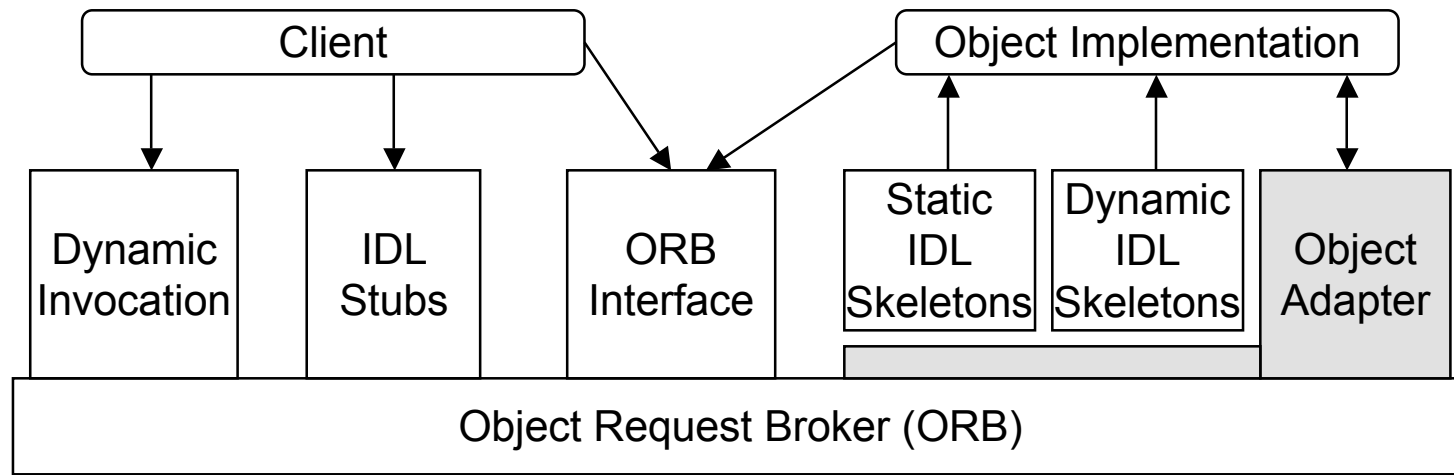 Client
Object Implementation
Dynamic
Invocation
IDL
Stubs
ORB
Interface
Static
IDL
Skeletons
Dynamic
IDL
Skeletons
Object
Adapter
Object Request Broker (ORB)